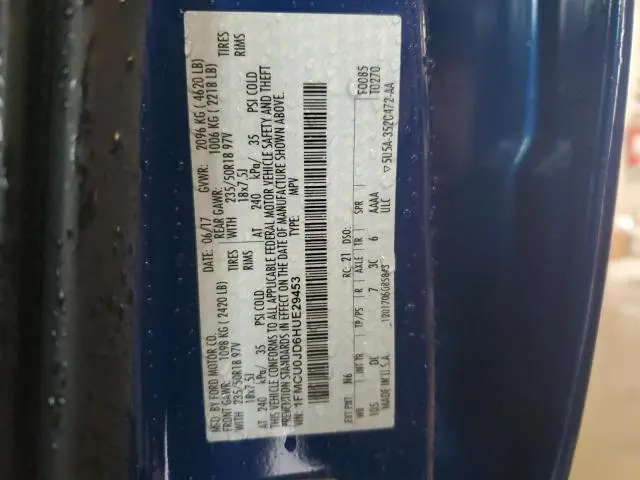 MFD. BY FORD MOTOR CO.
DATE: 06/17 GVWR: 2096 KG ( 4620 LB)
FRONT GAWR: 1098 KG ( 2420 LB) REAR GAWR: 1006 KG ( 2218 LB)
WITH TIRES WITH TIRES
235/50R18 97V RIMS 235/50R18 97V RIMS
18x7.5J 18x7.5J
AT 240 kPa/ 35 PSI COLD AT 240 kPa/ 35 PSI COLD
THIS VEHICLE CONFORMS TO ALL APPLICABLE FEDERAL MOTOR VEHICLE SAFETY AND THEFT
PREVENTION STANDARDS IN EFFECT ON THE DATE OF MANUFACTURE SHOWN ABOVE.
VIN: 1FMCU0JD6HUE29453 TYPE: MPV
F0085
T0270
EXT PNT: N6 RC: 21 DSO:
WB INT TR TP/PS R AXLE TR SPR
105 DL 7 3C 6 AAAA
ULC
MADE IN U.S.A. ▽5U5A-3520472-AA